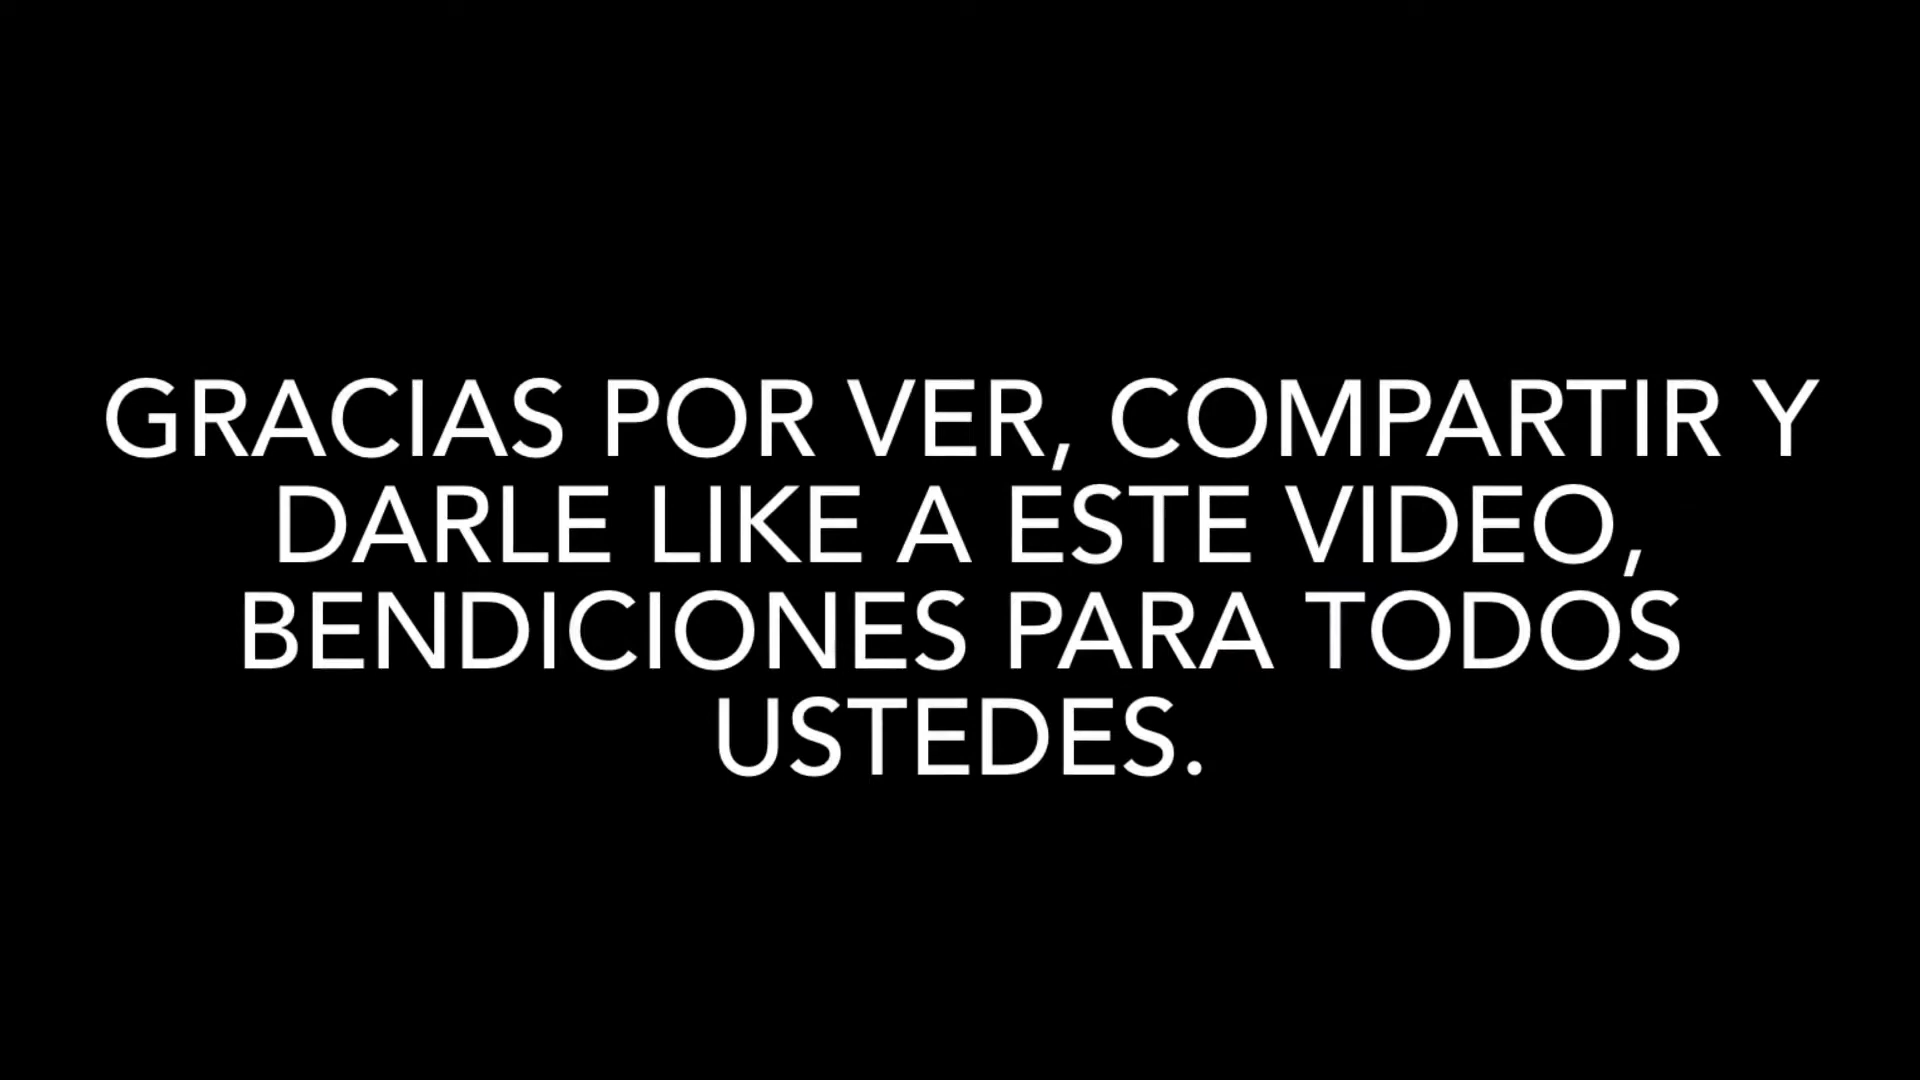 GRACIAS POR VER, COMPARTIR Y
DARLE LIKE A ESTE VIDEO,
BENDICIONES PARA TODOS
USTEDES.